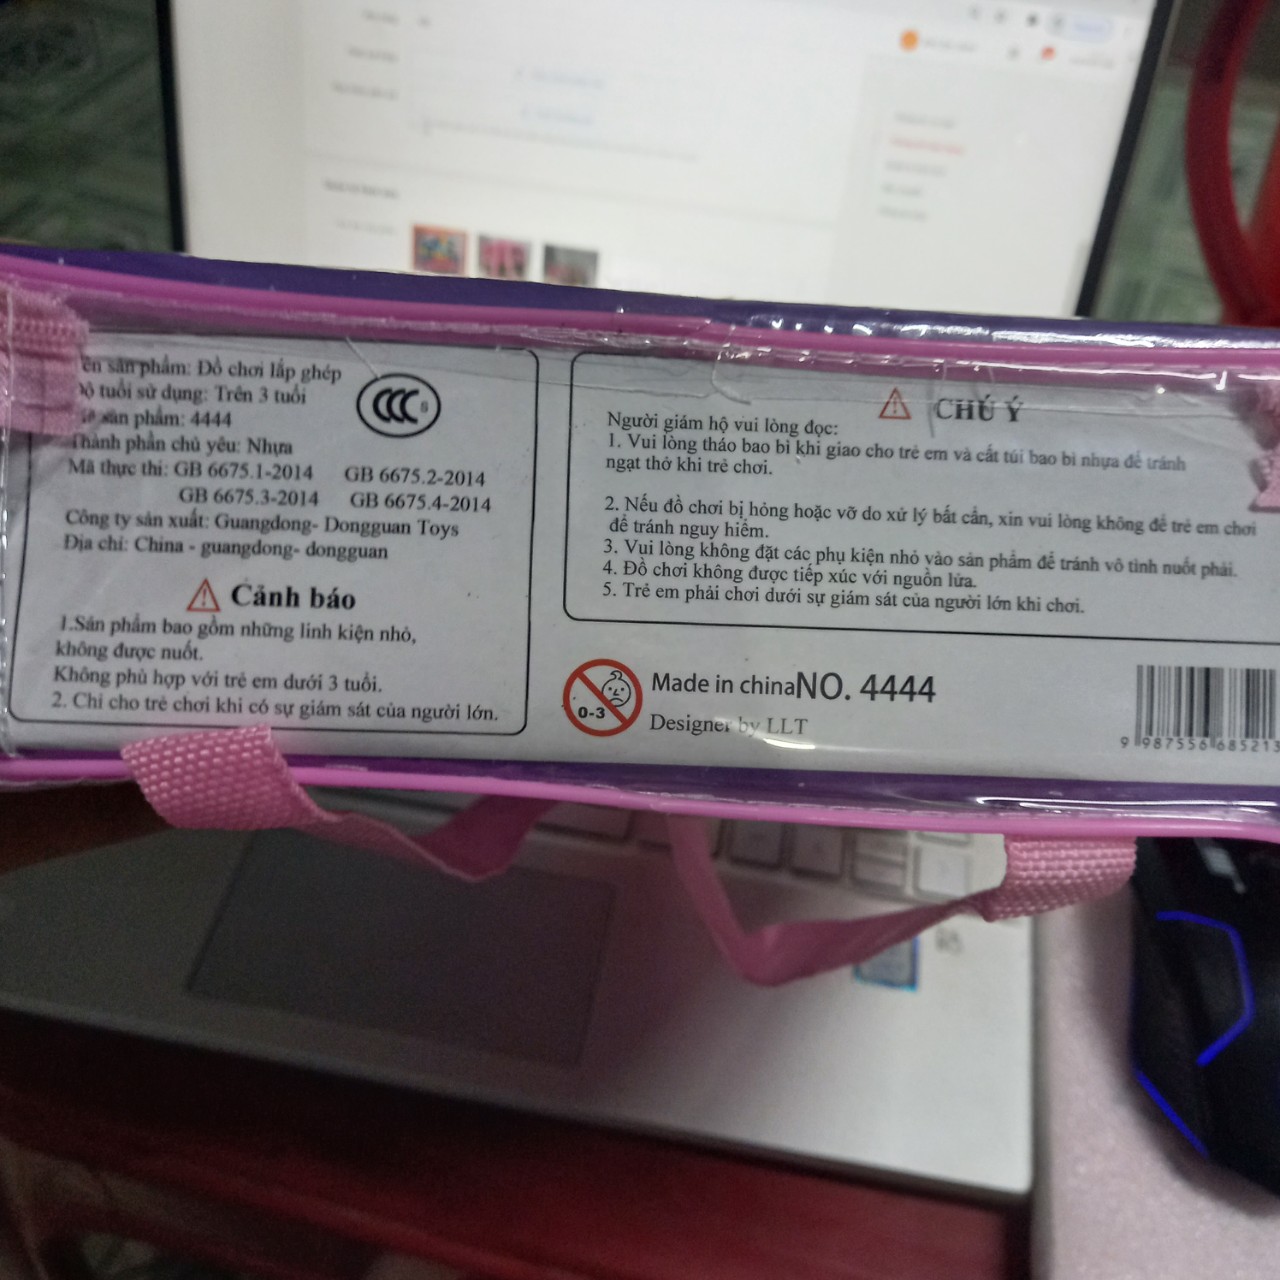 ên sản phẩm: Đồ chơi lắp ghép
ộ tuổi sử dụng: Trên 3 tuổi
sản phẩm: 4444
Thành phần chủ yếu: Nhựa
Mã thực thi: GB 6675.1-2014 GB 6675.2-2014
GB 6675.3-2014 GB 6675.4-2014
Công ty sản xuất: Guangdong- Dongguan Toys
Địa chỉ: China - guangdong- dongguan
CCC S
Cảnh báo
1.Sản phẩm bao gồm những linh kiện nhỏ,
không được nuốt.
Không phù hợp với trẻ em dưới 3 tuổi.
2. Chỉ cho trẻ chơi khi có sự giám sát của người lớn.
CHÚ Ý
Người giám hộ vui lòng đọc:
1. Vui lòng tháo bao bì khi giao cho trẻ em và cắt túi bao bì nhựa để tránh
ngạt thở khi trẻ chơi.
2. Nếu đồ chơi bị hỏng hoặc vỡ do xử lý bất cẩn, xin vui lòng không để trẻ em chơi
để tránh nguy hiểm.
3. Vui lòng không đặt các phụ kiện nhỏ vào sản phẩm để tránh vô tình nuốt phải.
4. Đồ chơi không được tiếp xúc với nguồn lửa.
5. Trẻ em phải chơi dưới sự giám sát của người lớn khi chơi.
0-3
Made in chinaNO. 4444
Designer by LLT
9 987556 685213